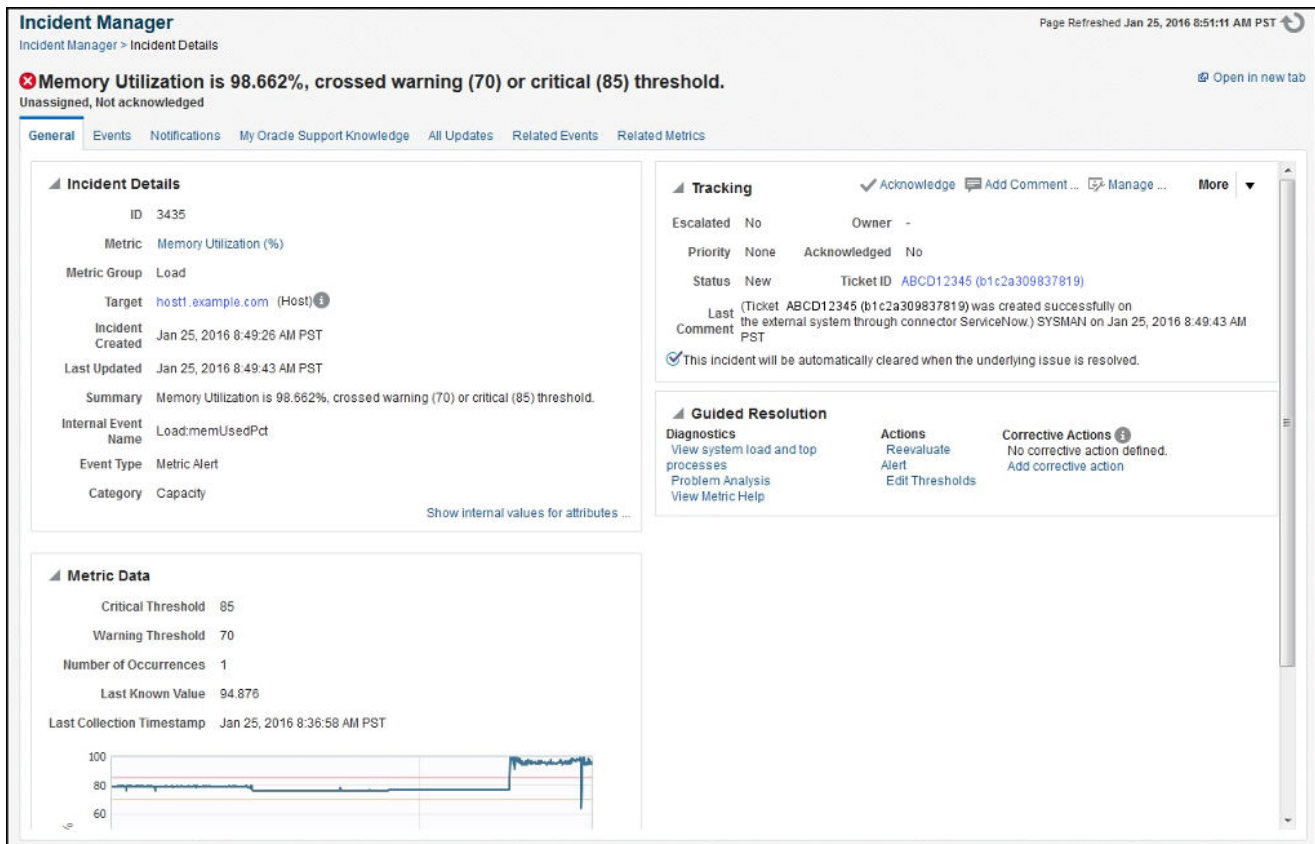 Incident Manager
Page Refreshed Jan 25, 2016 8:51:11 AM PST
Incident Manager > Incident Details
Memory Utilization is 98.662%, crossed warning (70) or critical (85) threshold.
Open in new tab
Unassigned, Not acknowledged
General Events Notifications My Oracle Support Knowledge All Updates Related Events Related Metrics
Incident Details
ID 3435
Metric Memory Utilization (%)
Metric Group Load
Target host1.example.com (Host)
Incident Created Jan 25, 2016 8:49:26 AM PST
Last Updated Jan 25, 2016 8:49:43 AM PST
Summary Memory Utilization is 98.662%, crossed warning (70) or critical (85) threshold.
Internal Event Name Load:memUsedPct
Event Type Metric Alert
Category Capacity
Show internal values for attributes ...
Tracking
Acknowledge Add Comment ... Manage ... More
Escalated No Owner -
Priority None Acknowledged No
Status New Ticket ID ABCD12345 (b1c2a309837819)
Last Comment (Ticket ABCD12345 (b1c2a309837819) was created successfully on
the external system through connector ServiceNow.) SYSMAN on Jan 25, 2016 8:49:43 AM
PST
This incident will be automatically cleared when the underlying issue is resolved.
Guided Resolution
Diagnostics
View system load and top
processes
Problem Analysis
View Metric Help
Actions
Reevaluate
Alert
Edit Thresholds
Corrective Actions
No corrective action defined.
Add corrective action
Metric Data
Critical Threshold 85
Warning Threshold 70
Number of Occurrences 1
Last Known Value 94.876
Last Collection Timestamp Jan 25, 2016 8:36:58 AM PST
100
80
60